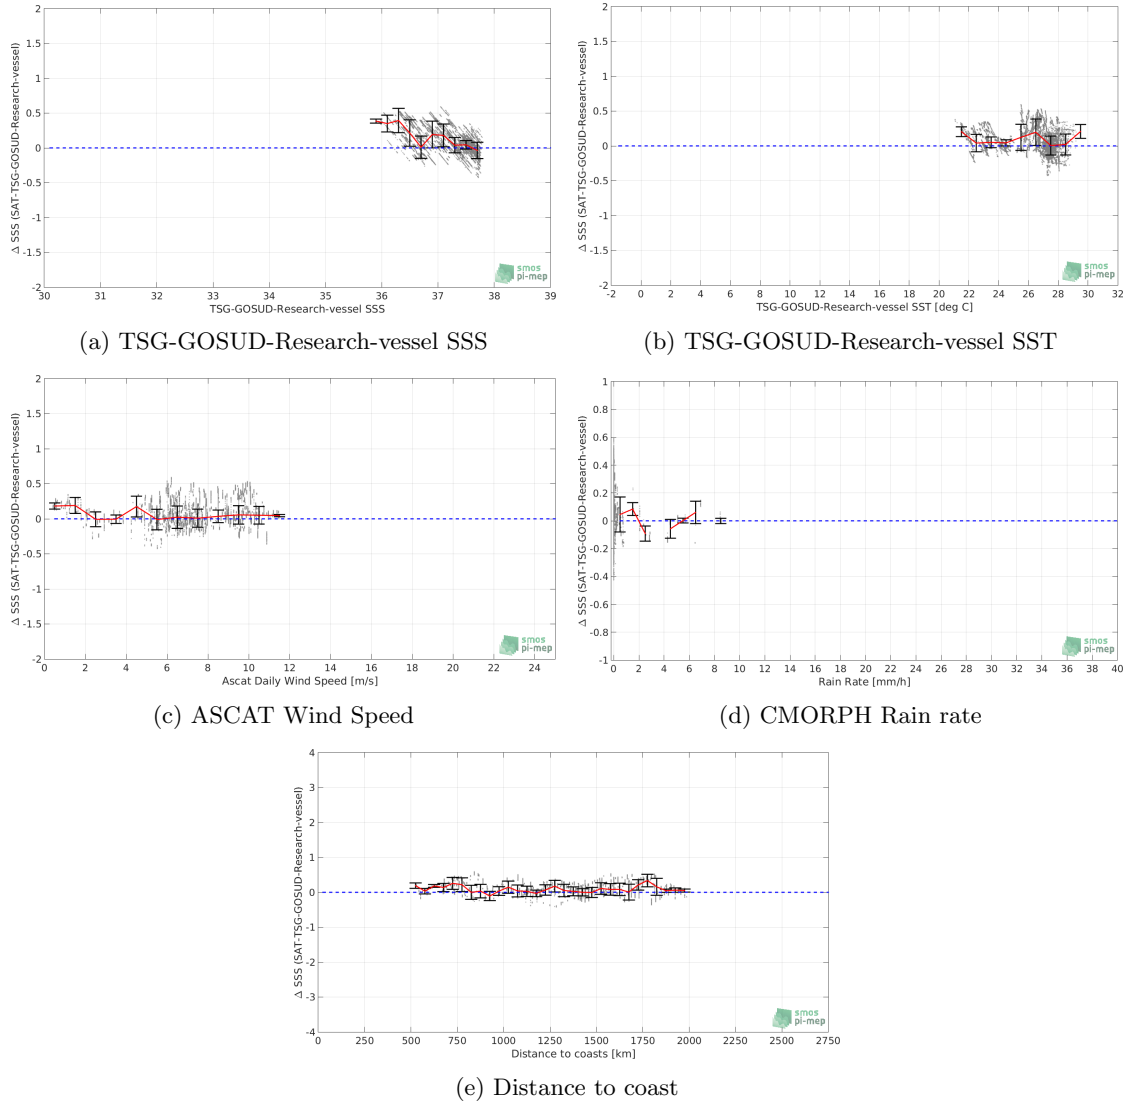 2
1.5
1
0.5
0
-0.5
-1
-1.5
-2
Δ SSS (SAT-TSG-GOSUD-Research-vessel)
30 31 32 33 34 35 36 37 38 39
TSG-GOSUD-Research-vessel SSS
smos
pi-mep
(a) TSG-GOSUD-Research-vessel SSS
2
1.5
1
0.5
0
-0.5
-1
-1.5
-2
Δ SSS (SAT-TSG-GOSUD-Research-vessel)
-2 0 2 4 6 8 10 12 14 16 18 20 22 24 26 28 30 32
TSG-GOSUD-Research-vessel SST [deg C]
smos
pi-mep
(b) TSG-GOSUD-Research-vessel SST
2
1.5
1
0.5
0
-0.5
-1
-1.5
-2
Δ SSS (SAT-TSG-GOSUD-Research-vessel)
0 2 4 6 8 10 12 14 16 18 20 22 24
Ascat Daily Wind Speed [m/s]
smos
pi-mep
(c) ASCAT Wind Speed
1
0.8
0.6
0.4
0.2
0
-0.2
-0.4
-0.6
-0.8
-1
Δ SSS (SAT-TSG-GOSUD-Research-vessel)
0 2 4 6 8 10 12 14 16 18 20 22 24 26 28 30 32 34 36 38 40
Rain Rate [mm/h]
smos
pi-mep
(d) CMORPH Rain rate
4
3
2
1
0
-1
-2
-3
-4
Δ SSS (SAT-TSG-GOSUD-Research-vessel)
0 250 500 750 1000 1250 1500 1750 2000 2250 2500 2750
Distance to coasts [km]
smos
pi-mep
(e) Distance to coast